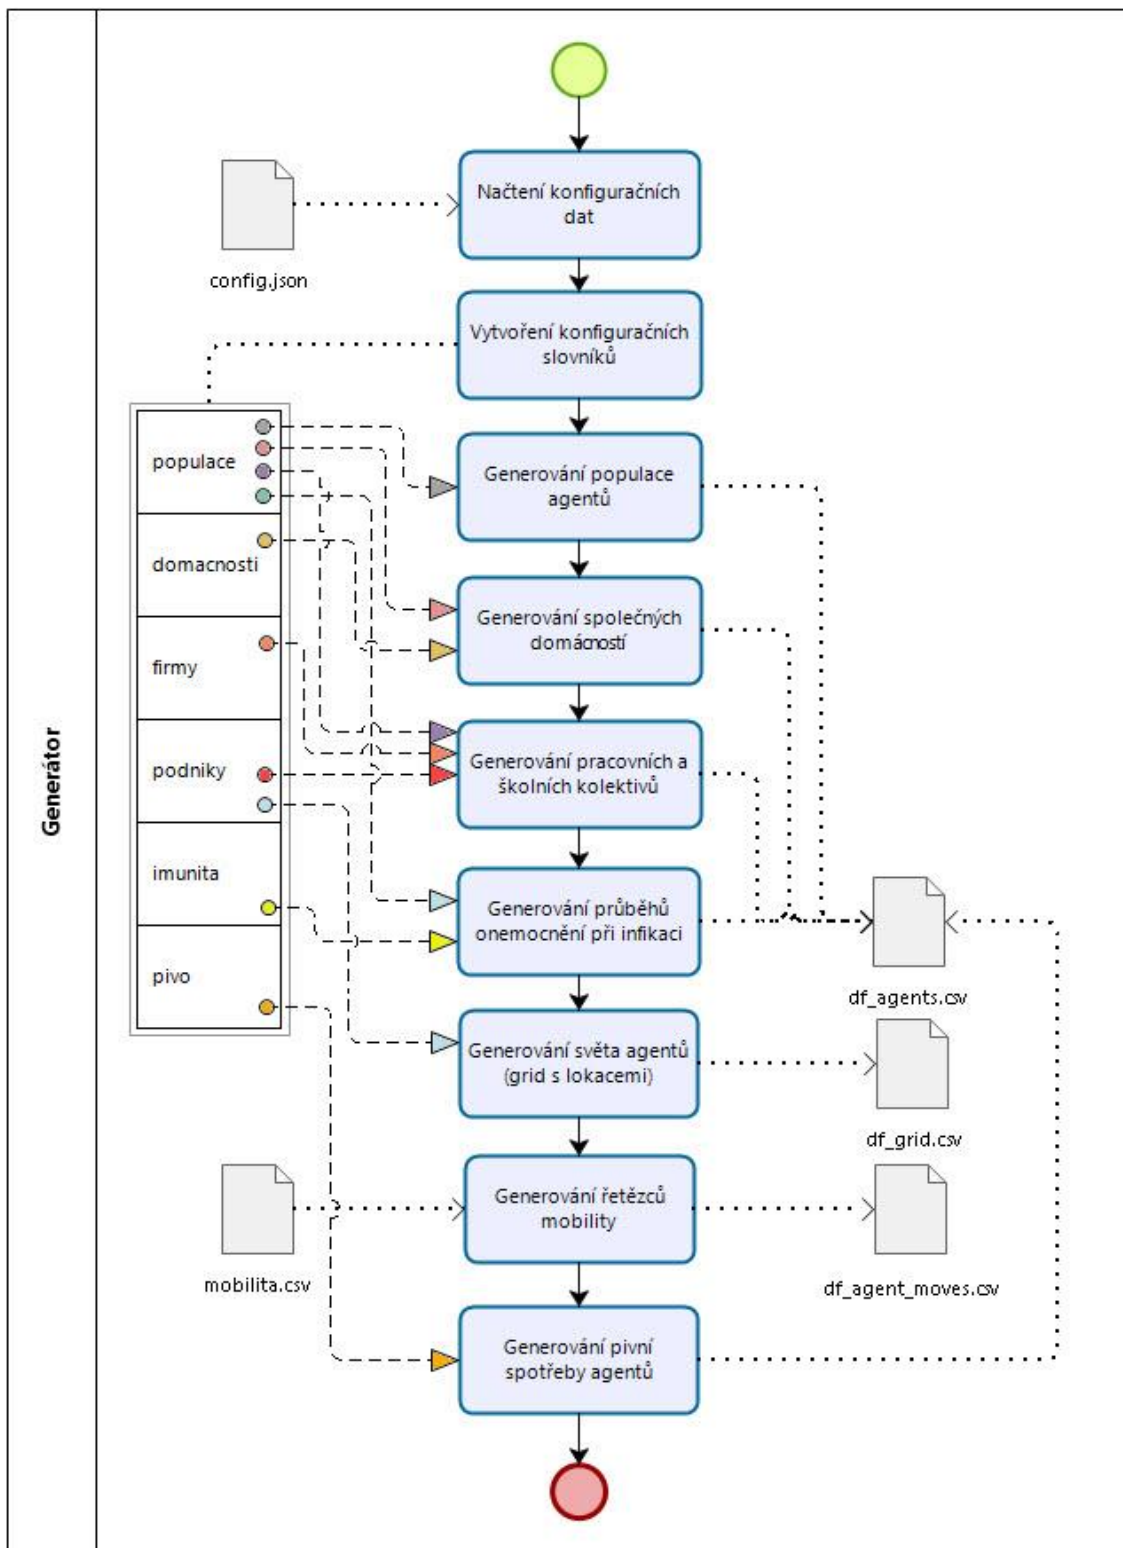 Generátor
Načtení konfiguračních
dat
config.json
Vytvoření konfiguračních
slovníků
populace
domacnosti
firmy
podniky
imunita
pivo
Generování populace
agentů
Generování společných
domácností
Generování pracovních a
školních kolektivů
Generování průběhů
onemocnění při infikaci
df_agents.csv
Generování světa agentů
(grid s lokacemi)
df_grid.csv
Generování řetězců
mobility
mobilita.csv
df_agent_moves.csv
Generování pivní
spotřeby agentů